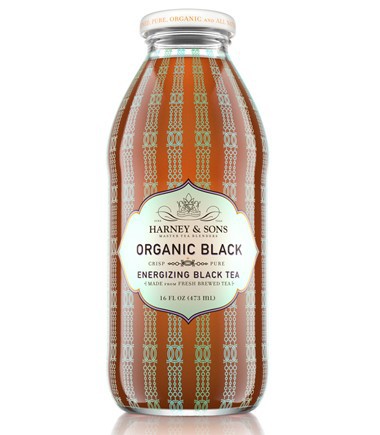 PURE, ORGANIC AND ALL
HARNEY & SONS
MASTER TEA BLENDERS
ORGANIC BLACK
CRISP PURE
ENERGIZING BLACK TEA
MADE FROM FRESH BREWED TEA
16 FL OZ (473 mL)